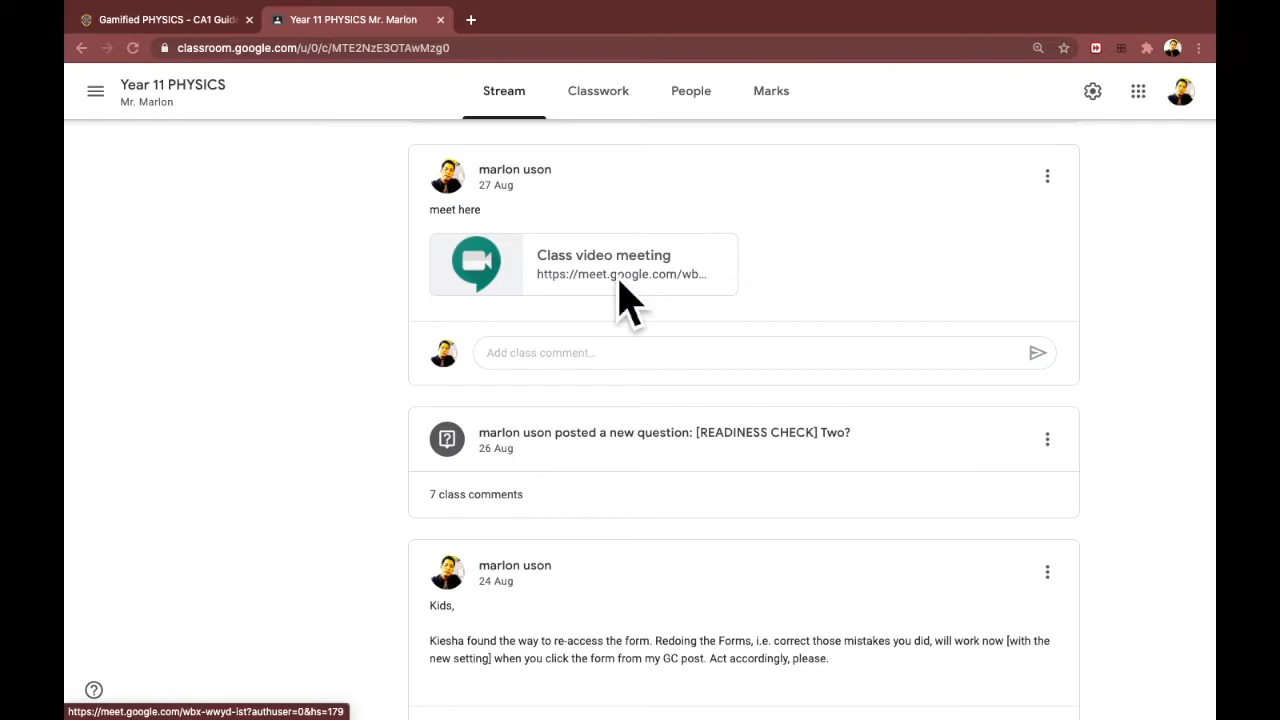 Gamified PHYSICS - CA1 Guide
Year 11 PHYSICS Mr. Marlon
classroom.google.com/u/0/c/MTE2NzE3OTAwMzg0
Year 11 PHYSICS
Mr. Marlon
Stream
Classwork
People
Marks
marlon uson
27 Aug
meet here
Class video meeting
https://meet.google.com/wb...
Add class comment...
marlon uson posted a new question: [READINESS CHECK] Two?
26 Aug
7 class comments
marlon uson
24 Aug
Kids,
Kiesha found the way to re-access the form. Redoing the Forms, i.e. correct those mistakes you did, will work now [with the
new setting] when you click the form from my GC post. Act accordingly, please.
https://meet.google.com/wbx-wwyd-ist?authuser=0&hs=179